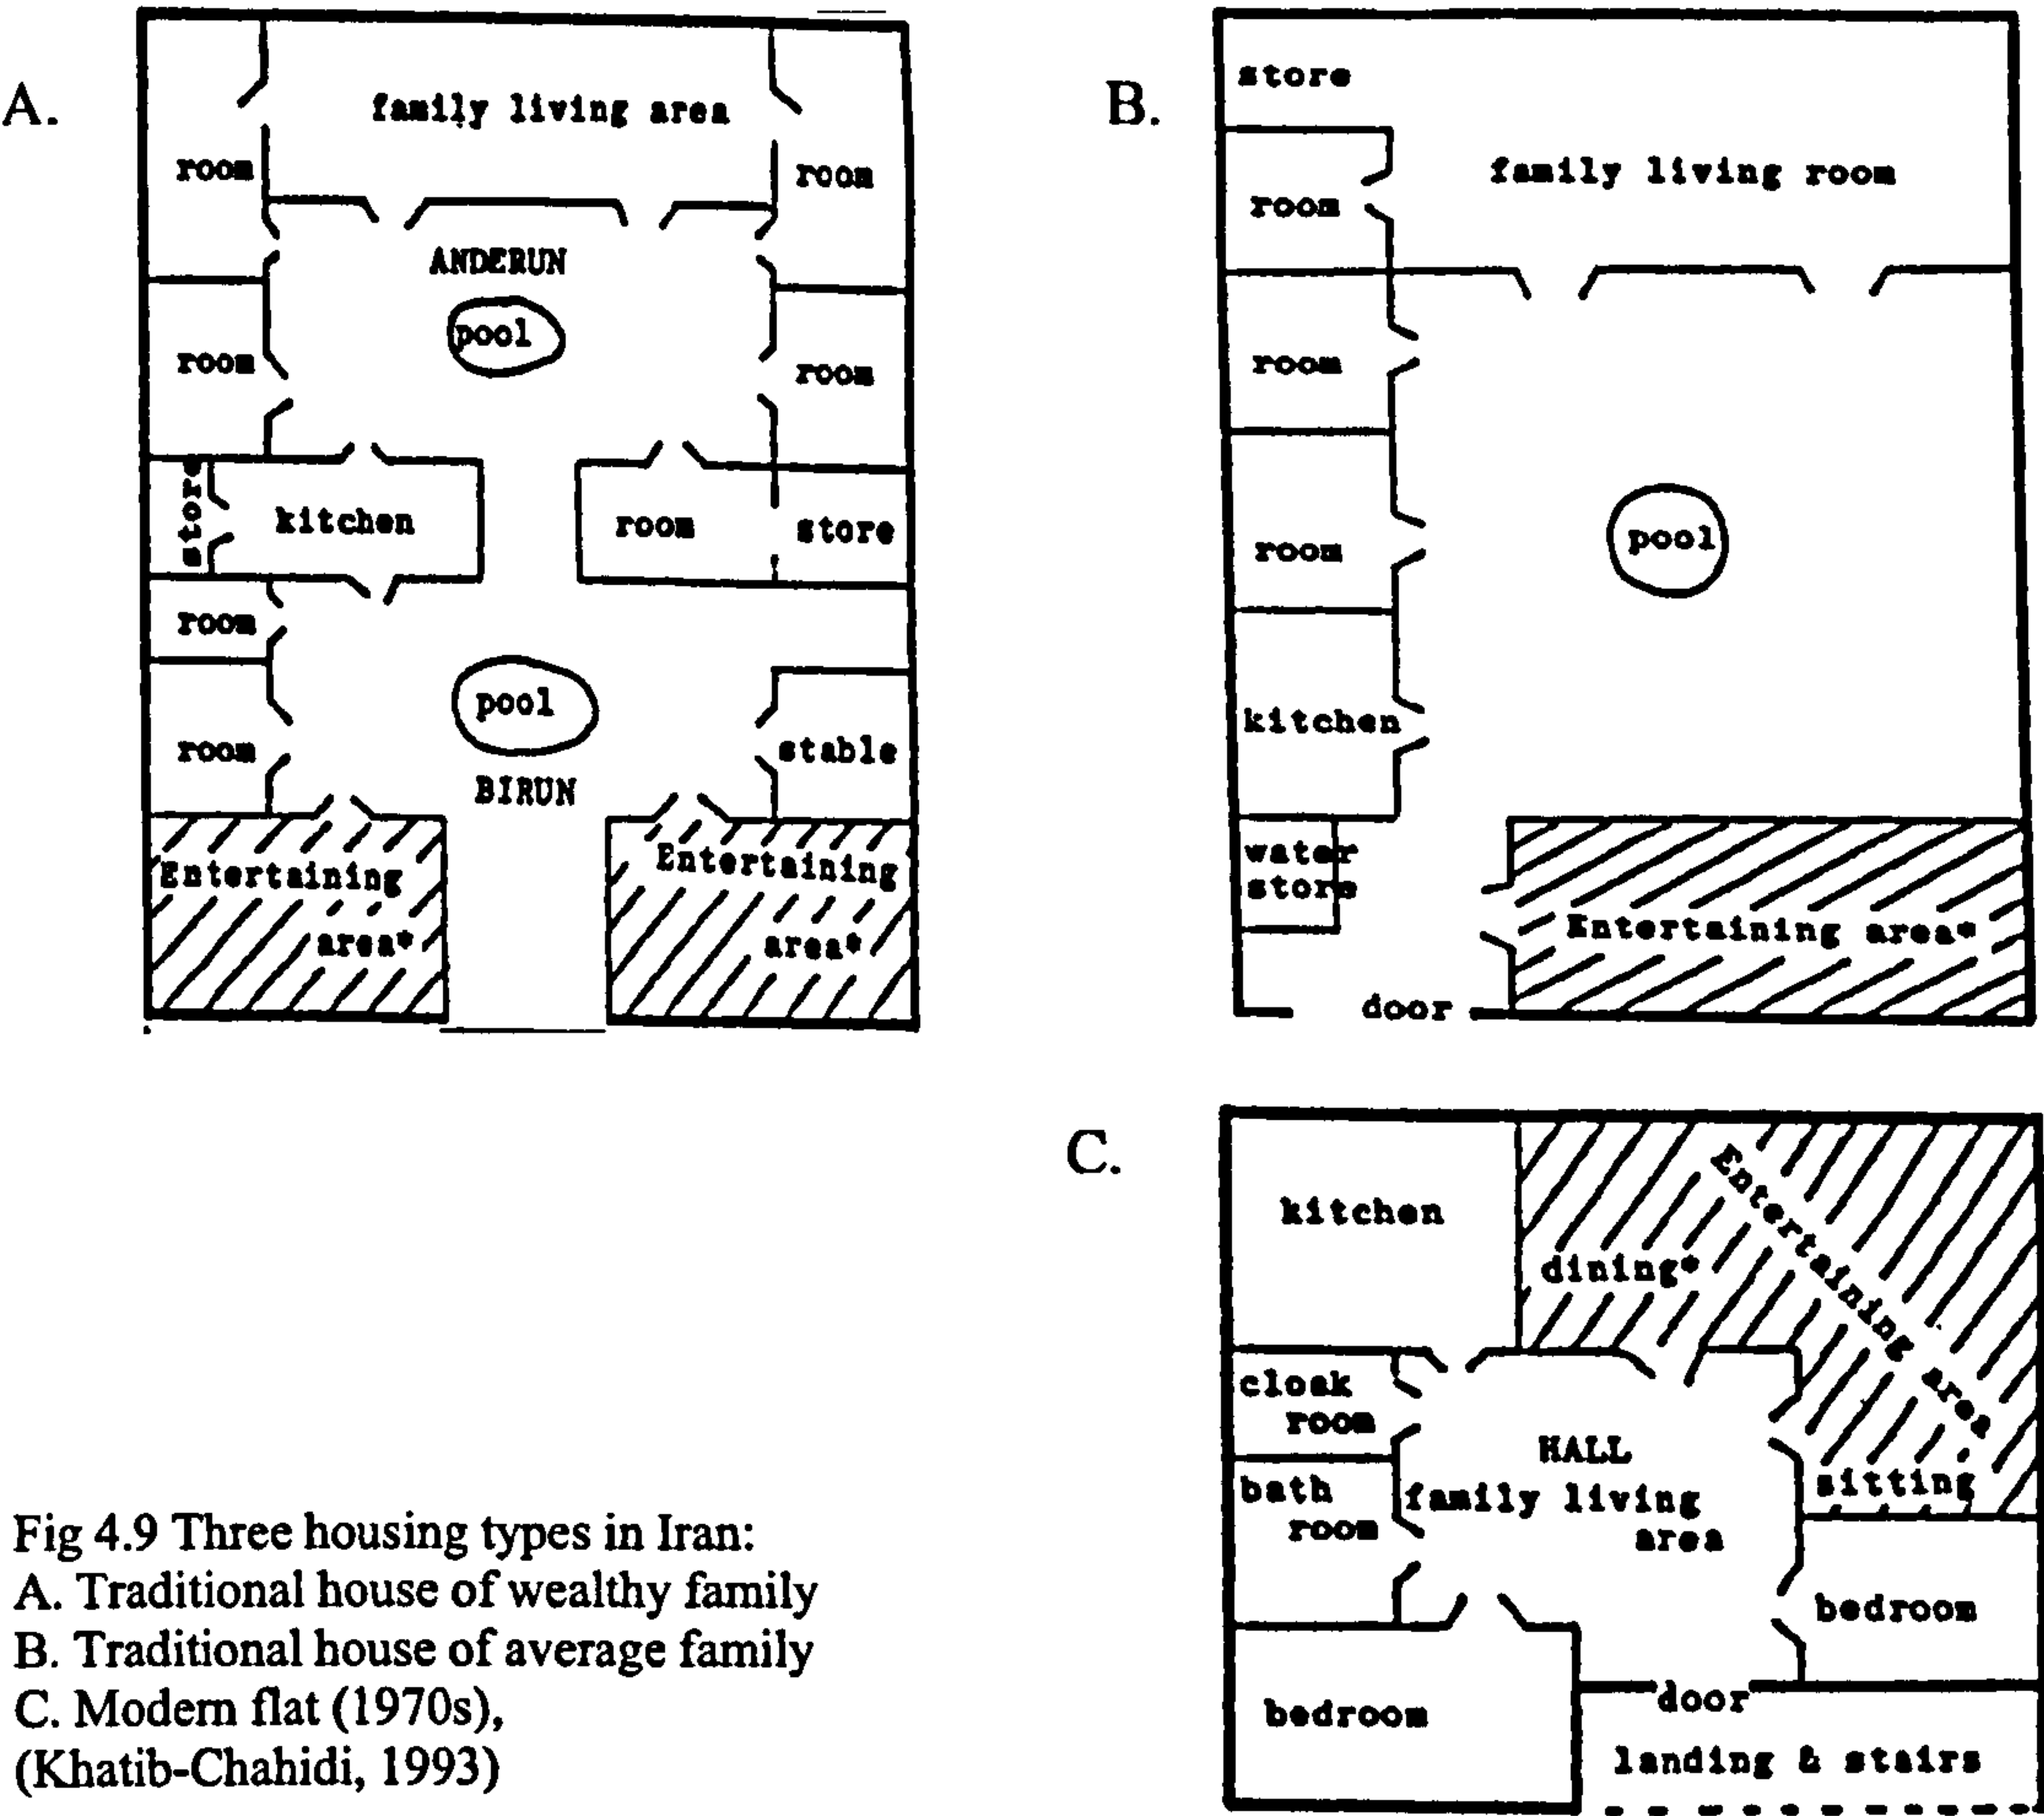 A.
family living area
room
room
ANDERUN
pool
room
room
store
kitchen
room
store
room
pool
room
stable
BIRUN
Entertaining
area*
Entertaining
area*
B.
store
family living room
room
room
room
pool
kitchen
water
store
Entertaining area*
door
C.
kitchen
Entertaining area
dining*
cloak
room
HALL
bath
room
family living
area
sitting
bedroom
bedroom
door
landing & stairs
Fig 4.9 Three housing types in Iran:
A. Traditional house of wealthy family
B. Traditional house of average family
C. Modern flat (1970s),
(Khatib-Chahidi, 1993)